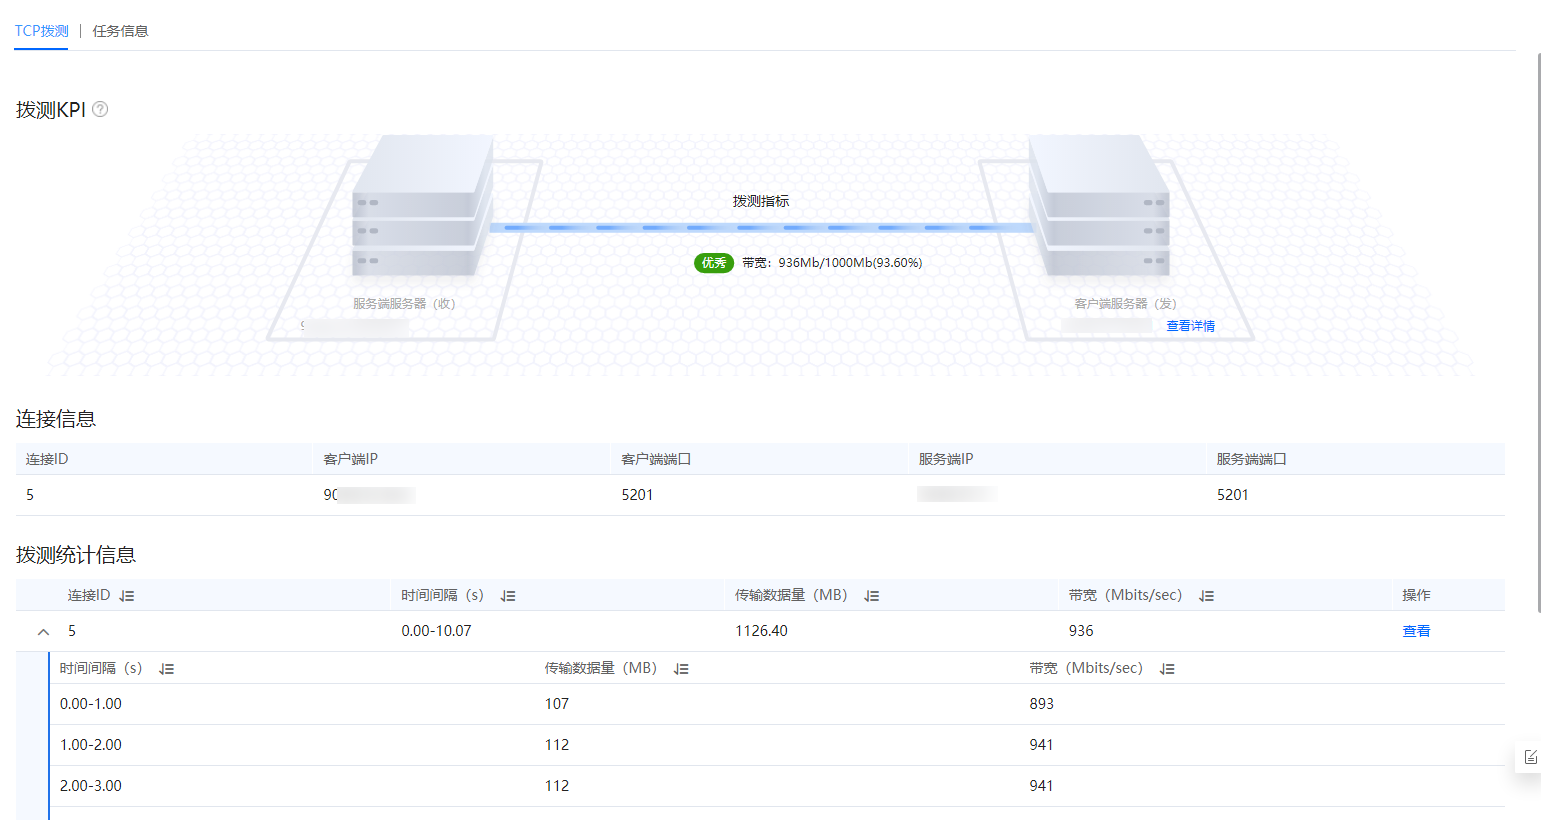 TCP拨测 | 任务信息
拨测KPI ?
拨测指标
优秀 带宽：936Mb/1000Mb(93.60%)
服务端服务器（收） 客户端服务器（发）
9 查看详情
连接信息
连接ID 客户端IP 客户端端口 服务端IP 服务端端口
5 90 5201 5201
拨测统计信息
连接ID 时间间隔（s） 传输数据量（MB） 带宽（Mbits/sec） 操作
5 0.00-10.07 1126.40 936 查看
时间间隔（s） 传输数据量（MB） 带宽（Mbits/sec）
0.00-1.00 107 893
1.00-2.00 112 941
2.00-3.00 112 941